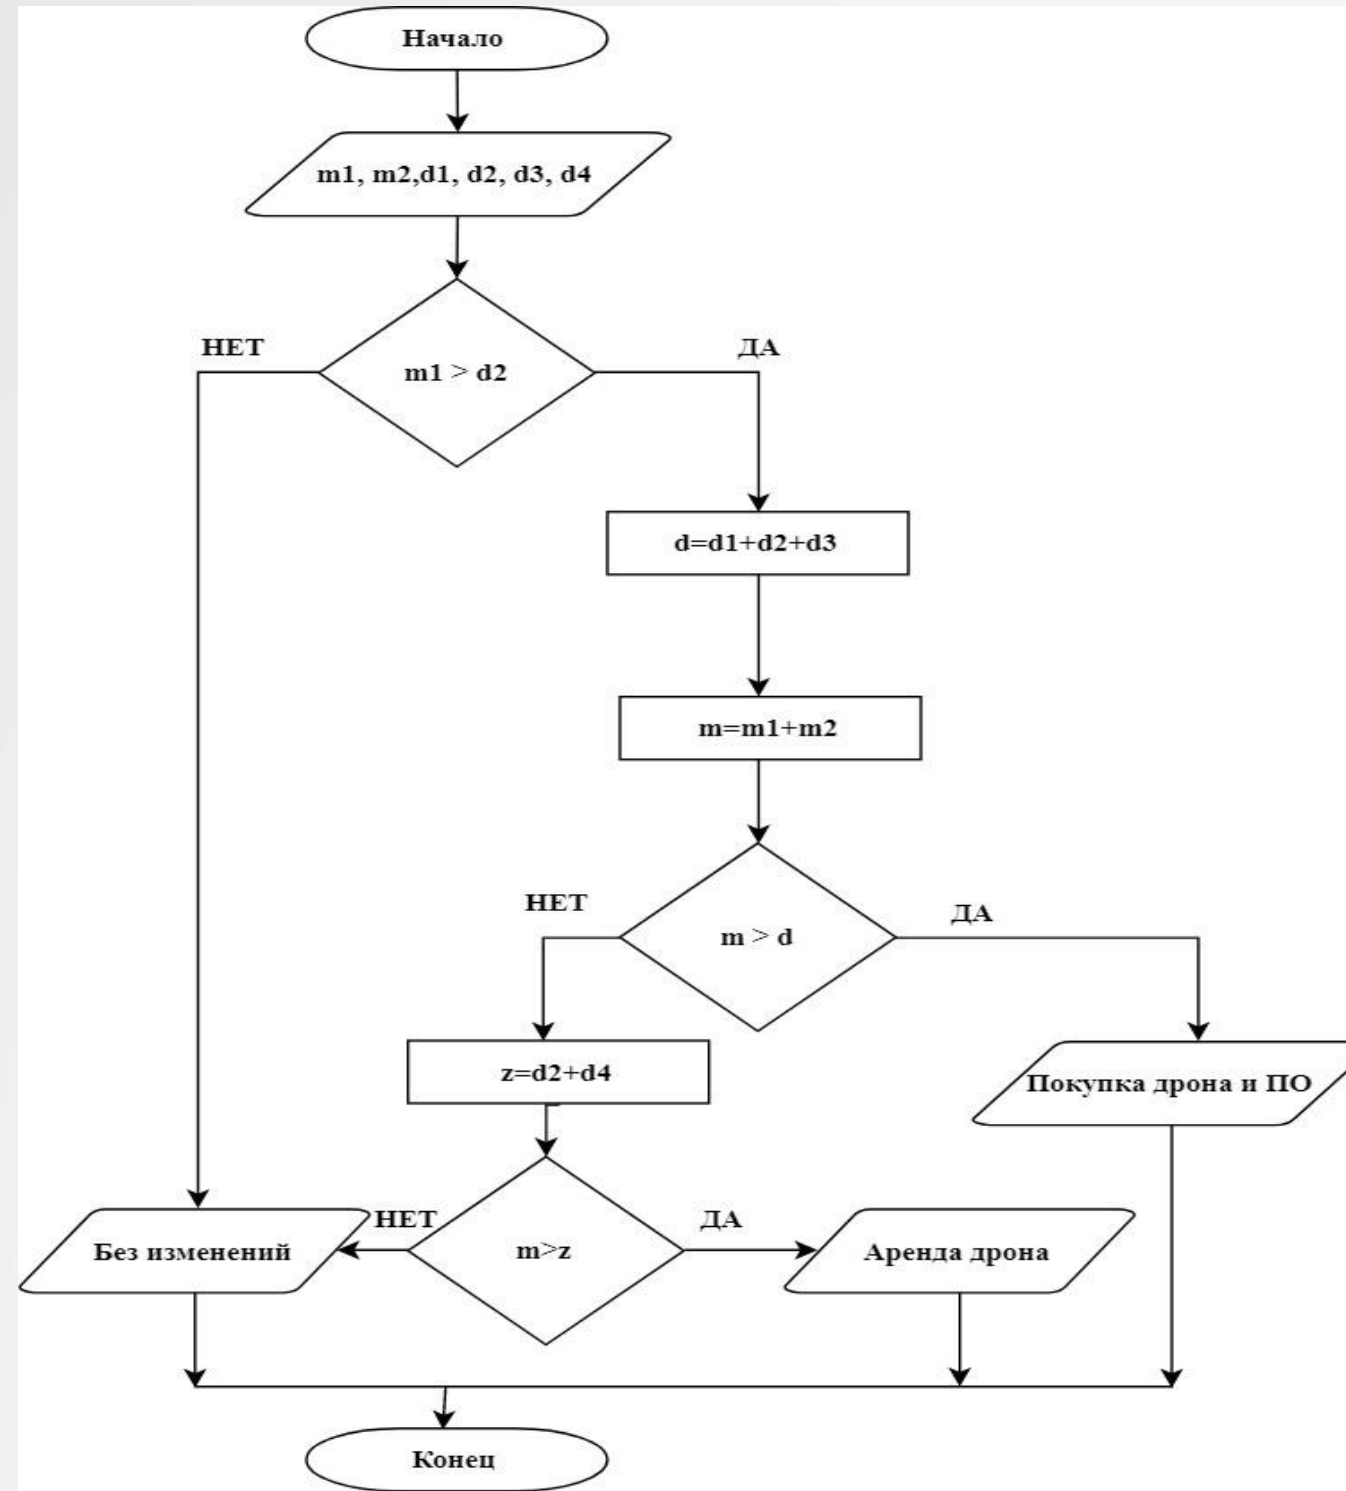 Начало
m1, m2,d1, d2, d3, d4
НЕТ
ДА
m1 > d2
d=d1+d2+d3
m=m1+m2
НЕТ
ДА
m > d
z=d2+d4
Покупка дрона и ПО
НЕТ
ДА
Без изменений
m>z
Аренда дрона
Конец